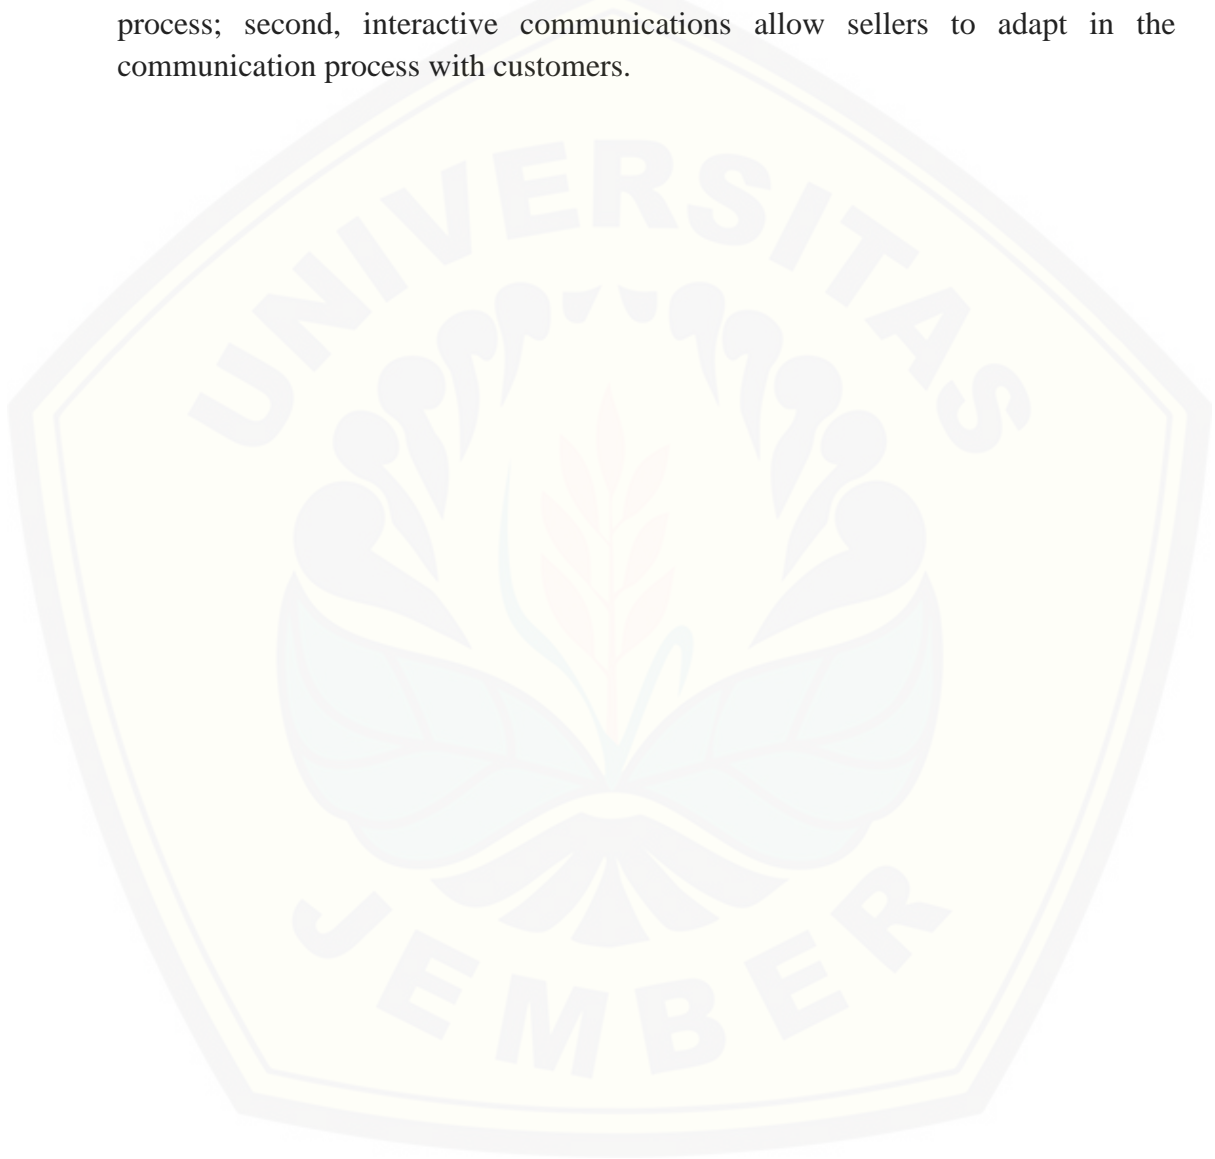 process; second, interactive communications allow sellers to adapt in the
communication process with customers.
UNIVERSITAS
JEMBER